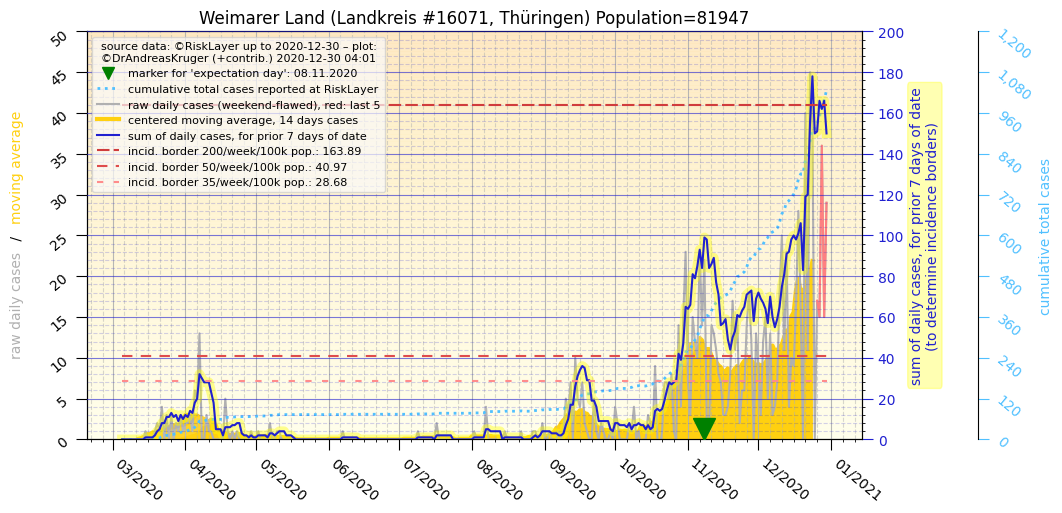 Weimarer Land (Landkreis #16071, Thüringen) Population=81947
source data: ©RiskLayer up to 2020-12-30 – plot:
©DrAndreasKruger (+contrib.) 2020-12-30 04:01
marker for 'expectation day': 08.11.2020
cumulative total cases reported at RiskLayer
raw daily cases (weekend-flawed), red: last 5
centered moving average, 14 days cases
sum of daily cases, for prior 7 days of date
incid. border 200/week/100k pop.: 163.89
incid. border 50/week/100k pop.: 40.97
incid. border 35/week/100k pop.: 28.68
raw daily cases / moving average
50
45
40
35
30
25
20
15
10
5
0
03/2020
04/2020
05/2020
06/2020
07/2020
08/2020
09/2020
10/2020
11/2020
12/2020
01/2021
200
180
160
140
120
100
80
60
40
20
0
sum of daily cases, for prior 7 days of date
(to determine incidence borders)
1,200
1,080
960
840
720
600
480
360
240
120
0
cumulative total cases